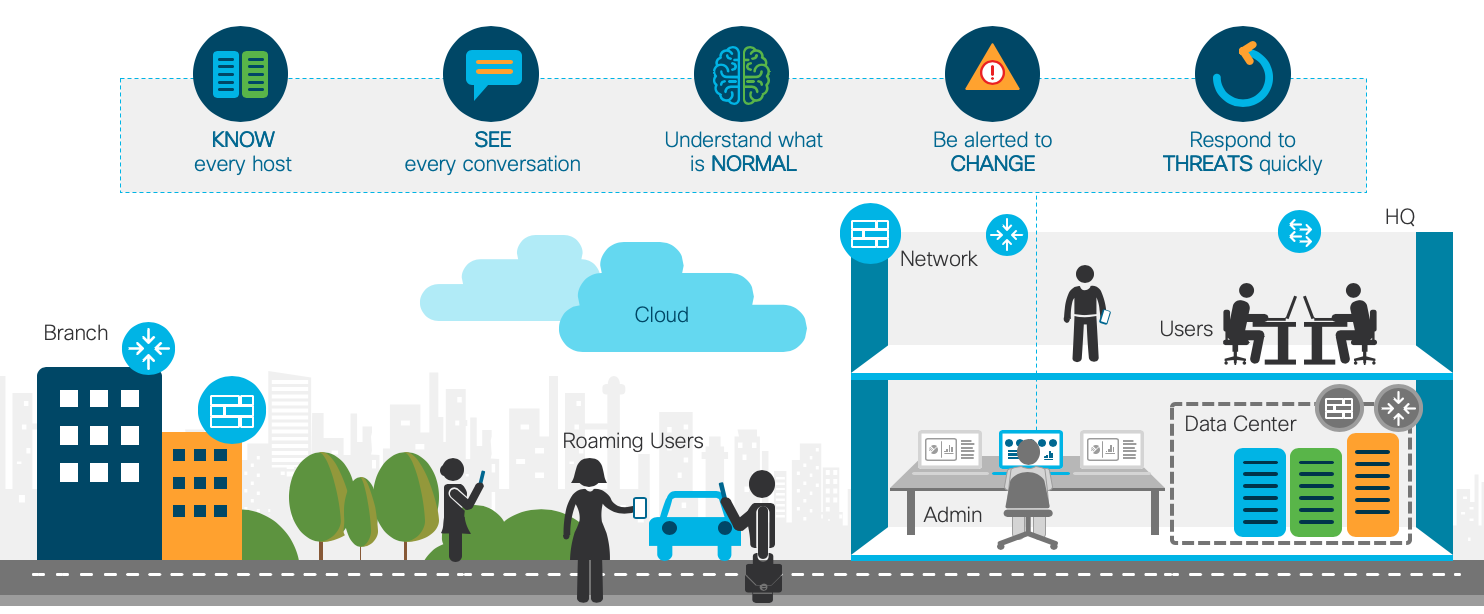 KNOW
every host
SEE
every conversation
Understand what
is NORMAL
Be alerted to
CHANGE
Respond to
THREATS quickly
HQ
Network
Cloud
Users
Branch
Data Center
Roaming Users
Admin